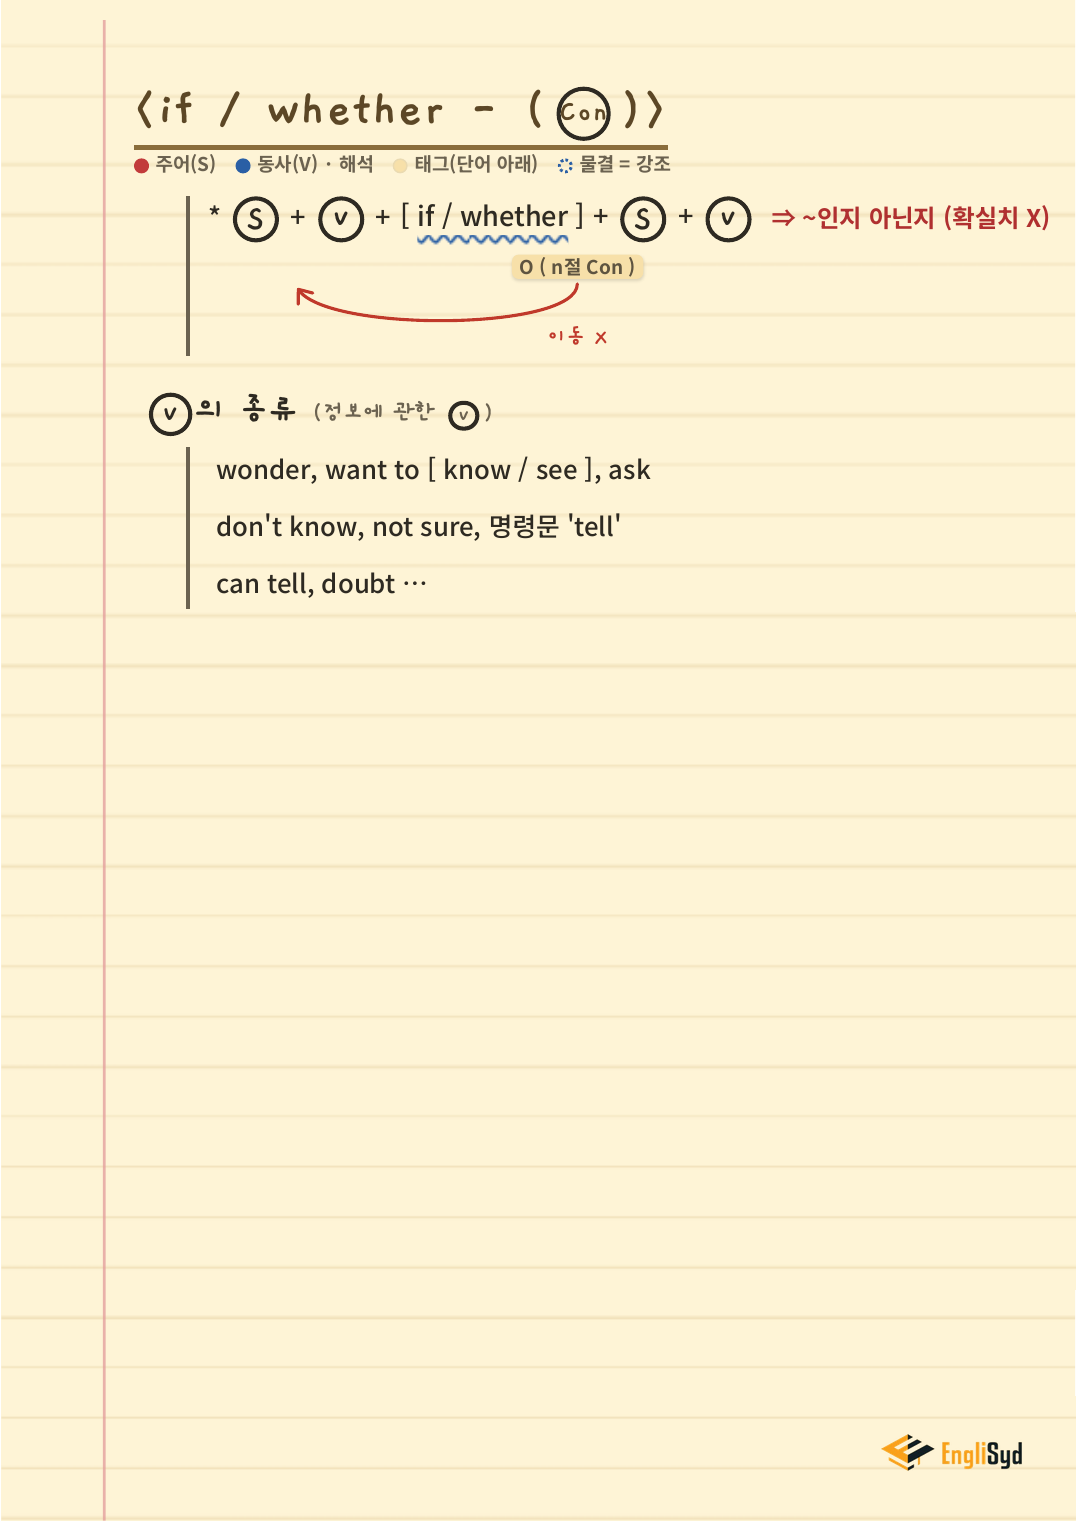 <if / whether - ( Con )>
주어(S) 동사(V) · 해석 태그(단어 아래) 물결 = 강조
* S + V + [ if / whether ] + S + V ⇒ ~인지 아닌지 (확실치 X)
O ( n절 Con )
이동 X
V의 종류 (정보에 관한 V)
wonder, want to [ know / see ], ask
don't know, not sure, 명령문 'tell'
can tell, doubt ···
EngliSyd